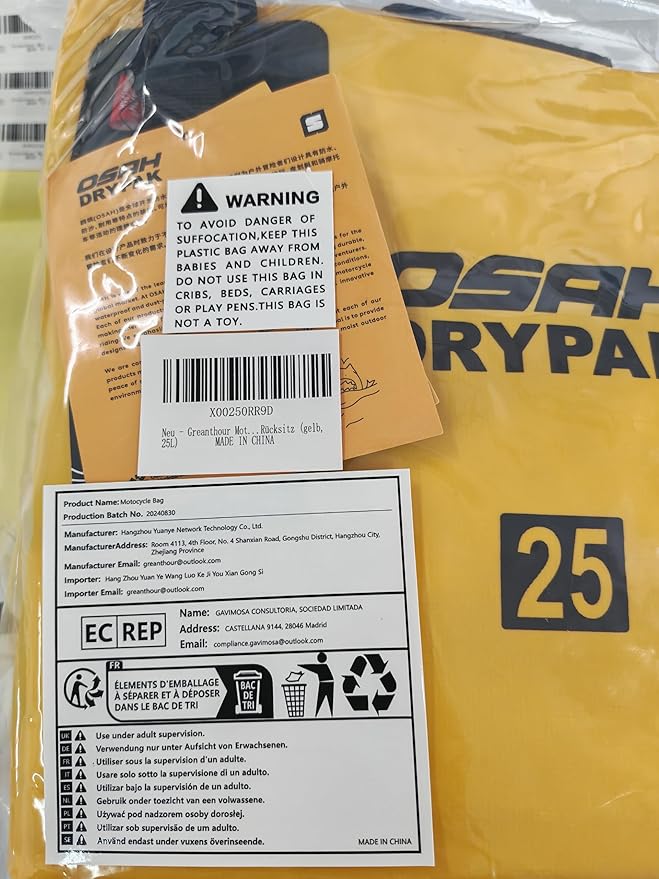 OSAH
DRYPAK
WARNING
TO AVOID DANGER OF
SUFFOCATION,KEEP THIS
PLASTIC BAG AWAY FROM
BABIES AND CHILDREN.
DO NOT USE THIS BAG IN
CRIBS, BEDS, CARRIAGES
OR PLAY PENS.THIS BAG IS
NOT A TOY.
X00250RR9D
Neu - Greanthour Mot...Rücksitz (gelb,
25L)
MADE IN CHINA
OSAH
DRYPAK
25
Product Name: Motocycle Bag
Production Batch No. 20240830
Manufacturer: Hangzhou Yuanye Network Technology Co., Ltd.
ManufacturerAddress: Room 4113, 4th Floor, No. 4 Shanxian Road, Gongshu District, Hangzhou City,
Zhejiang Province
Manufacturer Email: greanthour@outlook.com
Importer: Hang Zhou Yuan Ye Wang Luo Ke Ji You Xian Gong Si
Importer Email: greanthour@outlook.com
EC REP
Name: GAVIMOSA CONSULTORIA, SOCIEDAD LIMITADA
Address: CASTELLANA 9144, 28046 Madrid
Email: compliance.gavimosa@outlook.com
FR
ÉLEMENTS D'EMBALLAGE
À SÉPARER ET À DÉPOSER
DANS LE BAC DE TRI
BAC
DE
TRI
UK Use under adult supervision.
DE Verwendung nur unter Aufsicht von Erwachsenen.
FR Utiliser sous la supervision d'un adulte.
IT Usare solo sotto la supervisione di un adulto.
ES Utilizar bajo la supervisión de un adulto.
NL Gebruik onder toezicht van een volwassene.
PL Używać pod nadzorem osoby dorosłej.
PT Utilizar sob supervisão de um adulto.
SE Använd endast under vuxens överinseende.
MADE IN CHINA